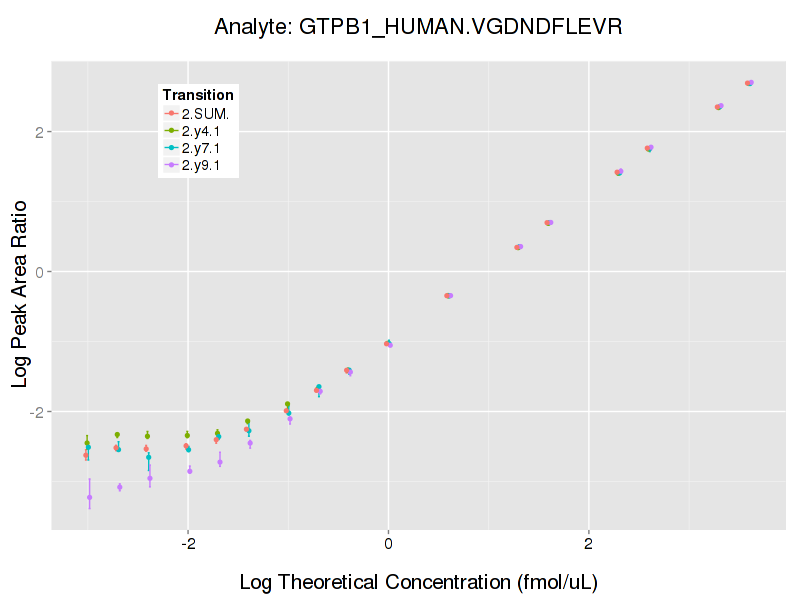 Analyte: GTPB1_HUMAN.VGDNDFLEVR
Transition
2.SUM.
2.y4.1
2.y7.1
2.y9.1
Log Peak Area Ratio
2
0
-2
-2 0 2
Log Theoretical Concentration (fmol/uL)